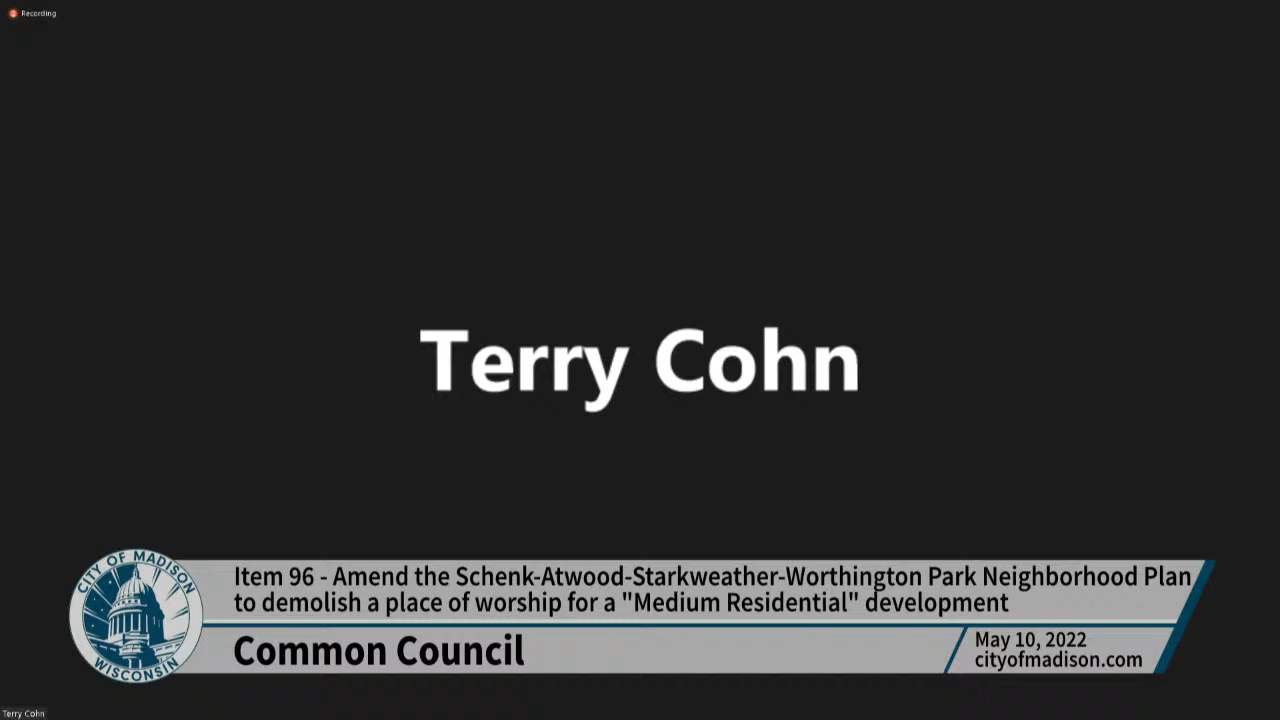 Recording
Terry Cohn
CITY OF MADISON
WISCONSIN
Item 96 - Amend the Schenk-Atwood-Starkweather-Worthington Park Neighborhood Plan
to demolish a place of worship for a "Medium Residential" development
Common Council
May 10, 2022
cityofmadison.com
Terry Cohn